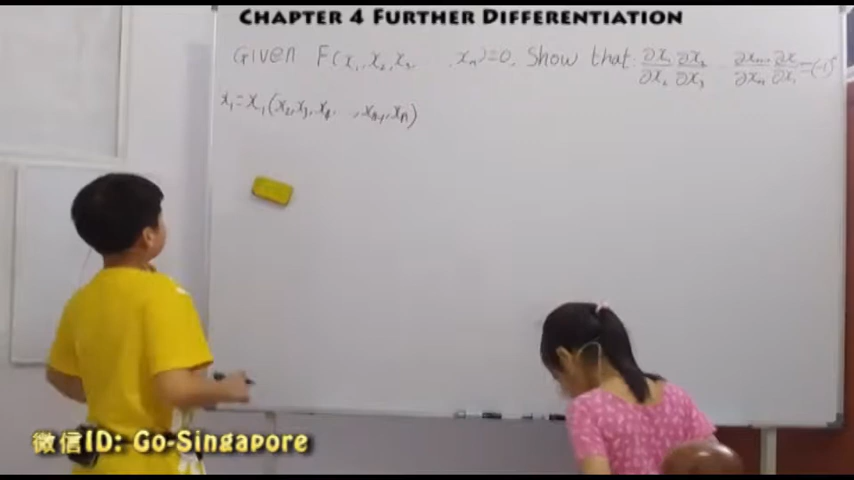 CHAPTER 4 FURTHER DIFFERENTIATION
Given F(x₁,x₂,x₃, ,xₙ)=0. Show that: ∂x₁/∂x₂ ∂x₂/∂x₃ ∂xₙ₋₁/∂xₙ ∂xₙ/∂x₁=(-1)ⁿ
x₁=x₁(x₂,x₃,x₄, ,xₙ₋₁,xₙ)
微信ID: Go-Singapore